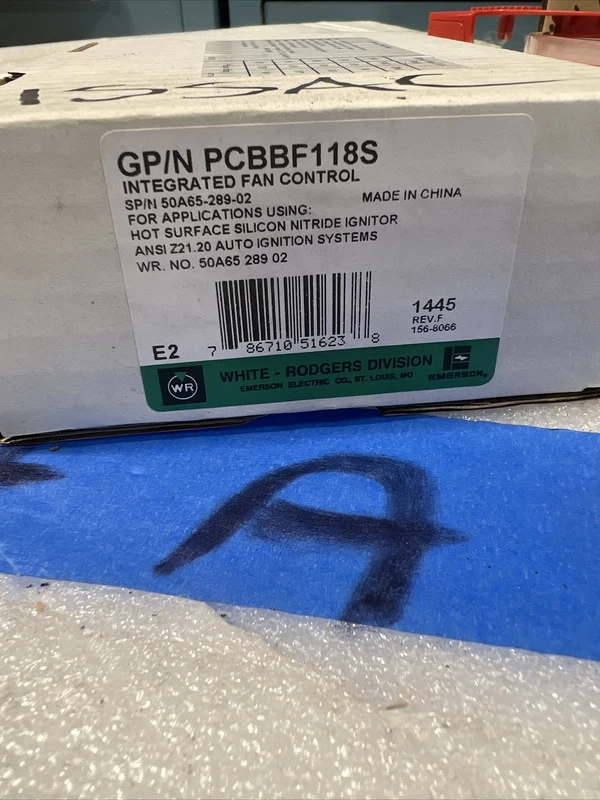 ISSAC
GP/N PCBBF118S
INTEGRATED FAN CONTROL
SP/N 50A65-289-02 MADE IN CHINA
FOR APPLICATIONS USING:
HOT SURFACE SILICON NITRIDE IGNITOR
ANSI Z21.20 AUTO IGNITION SYSTEMS
WR. NO. 50A65 289 02
1445
REV.F
156-8066
E2 7 86710 51623 8
WR WHITE - RODGERS DIVISION
EMERSON ELECTRIC CO., ST. LOUIS, MO EMERSON®
A